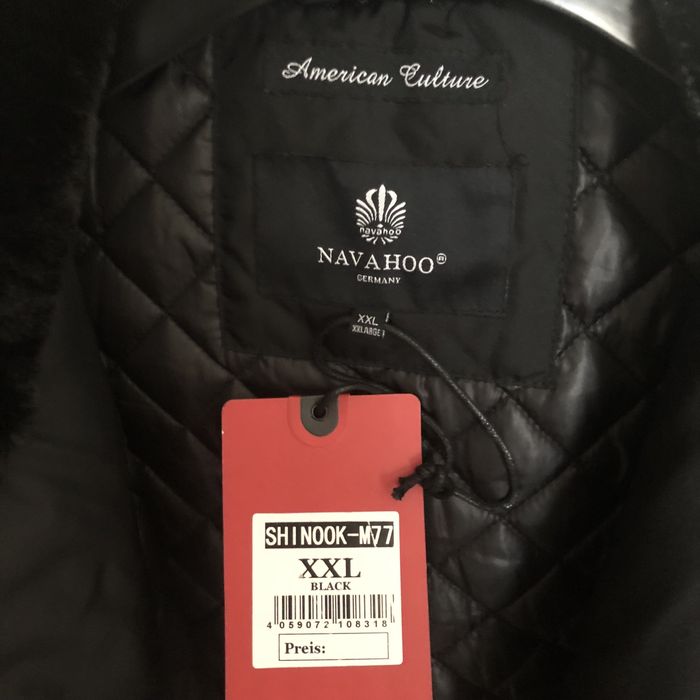 American Culture
navahoo
NAVAHOO®
GERMANY
XXL
XXLARGE
SHINOOK-M77
XXL
BLACK
4 059072 108318
Preis: